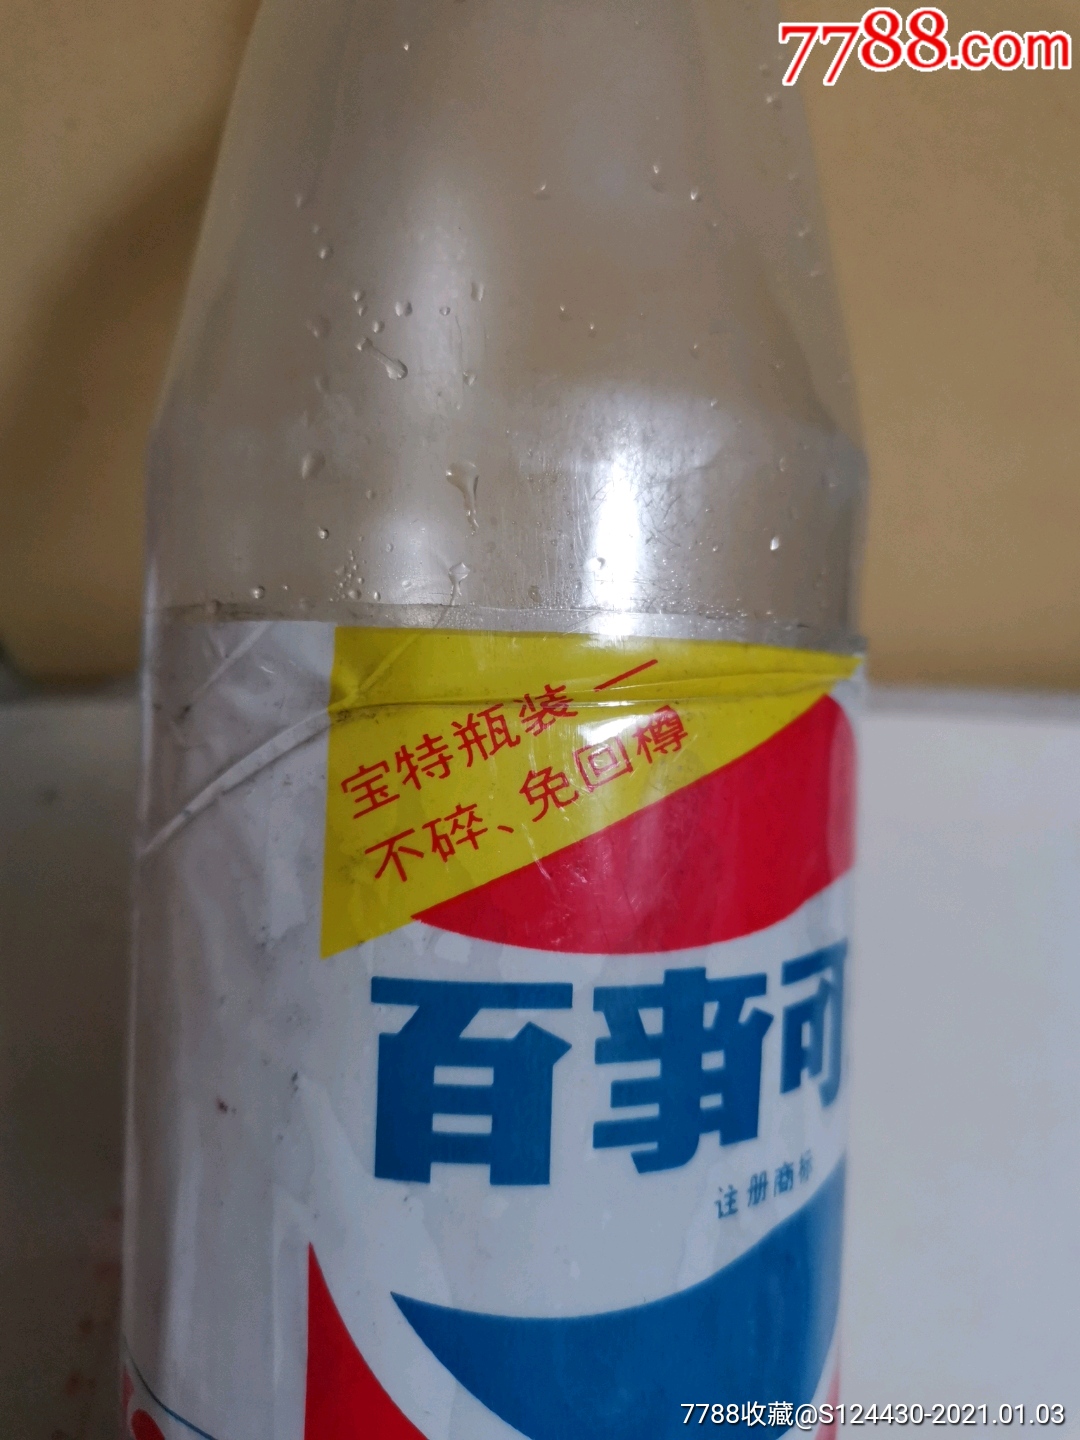 7788.com
宝特瓶装一
不碎、免回樽
百事可
注册商标
7788收藏@S124430-2021.01.03